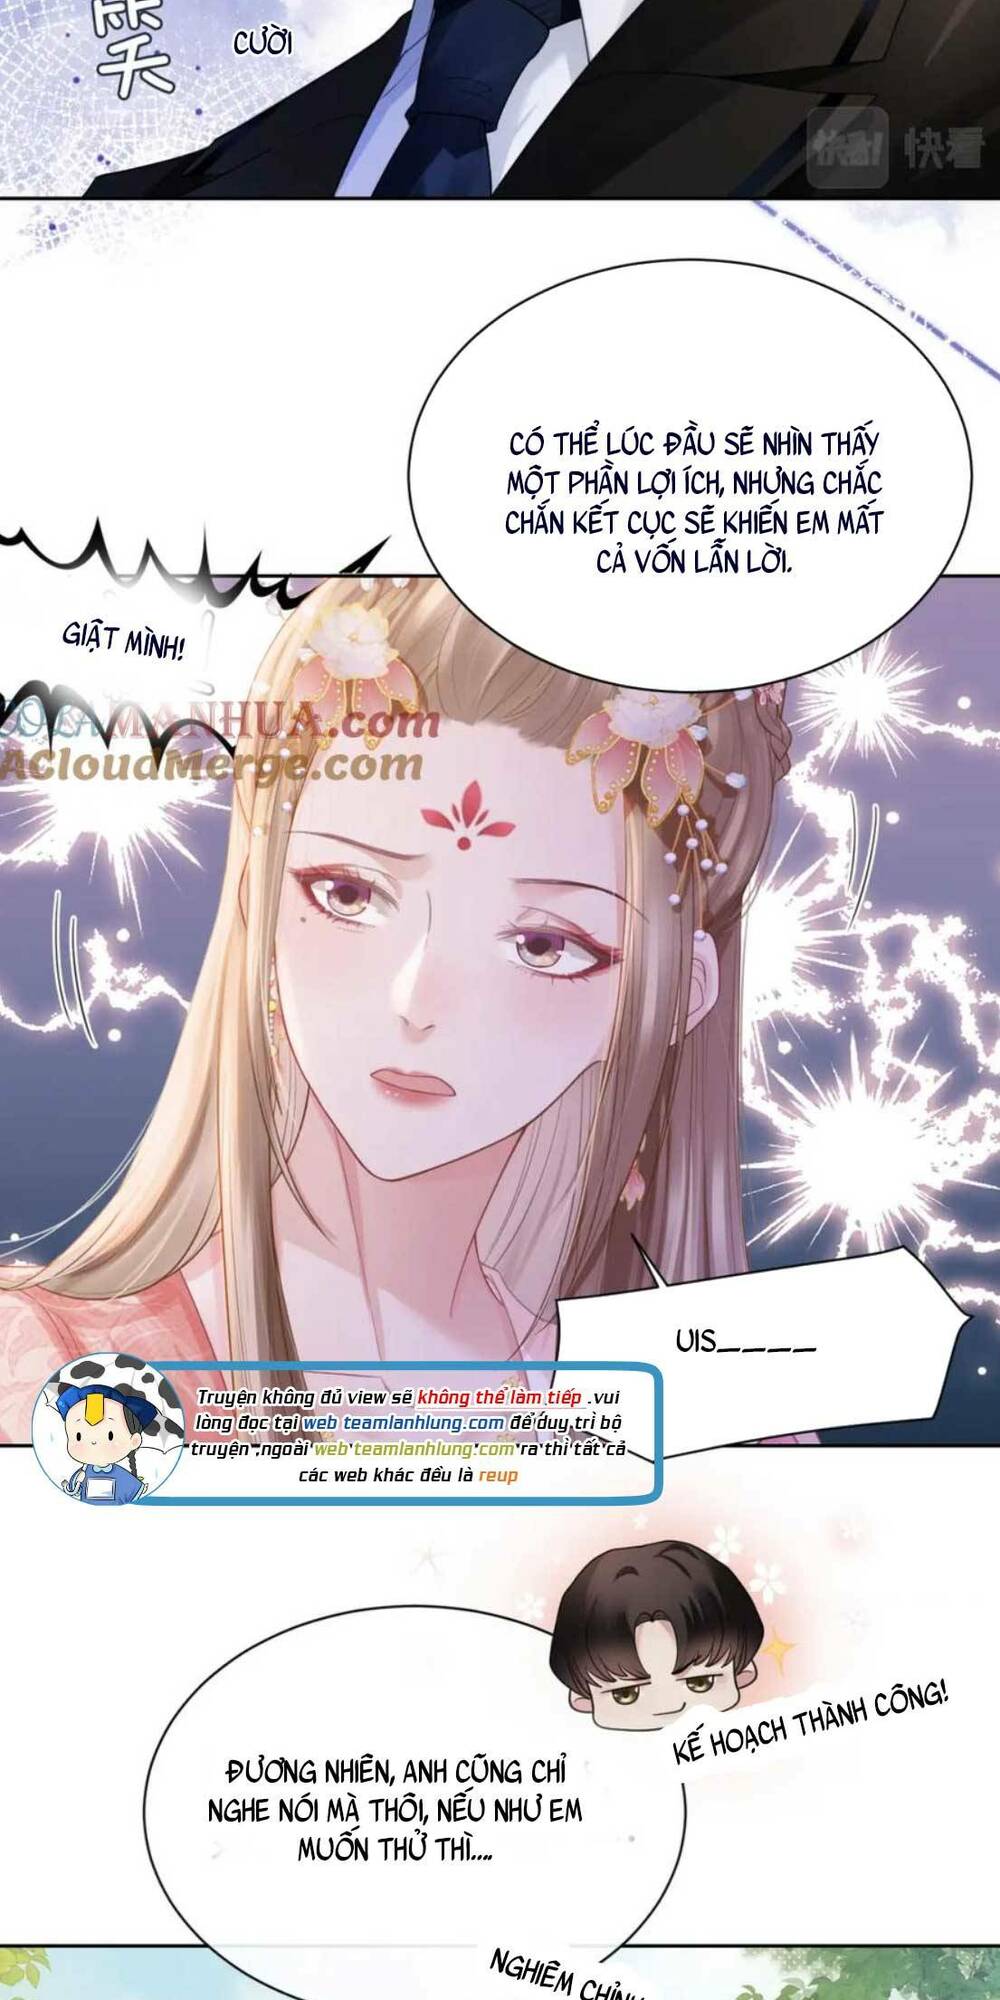 笑
CƯỜI
快看
CÓ THỂ LÚC ĐẦU SẼ NHÌN THẤY
MỘT PHẦN LỢI ÍCH, NHƯNG CHẮC
CHẮN KẾT CỤC SẼ KHIẾN EM MẤT
CẢ VỐN LẪN LỜI.
GIẬT MÌNH!
MANHUA.com
AcloudMerge.com
UIS_____
Truyện không đủ view sẽ không thể làm tiếp .vui
lòng đọc tại web teamlanhlung.com để duy trì bộ
truyện ,ngoài web teamlanhlung.com ra thì tất cả
các web khác đều là reup
KẾ HOẠCH THÀNH CÔNG!
ĐƯƠNG NHIÊN, ANH CŨNG CHỈ
NGHE NÓI MÀ THÔI, NẾU NHƯ EM
MUỐN THỬ THÌ....
NGHIÊM CHỈNH